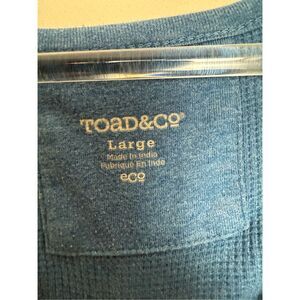 TOAD&CO
Large
Made In India
Fabriqué En Inde
eCO